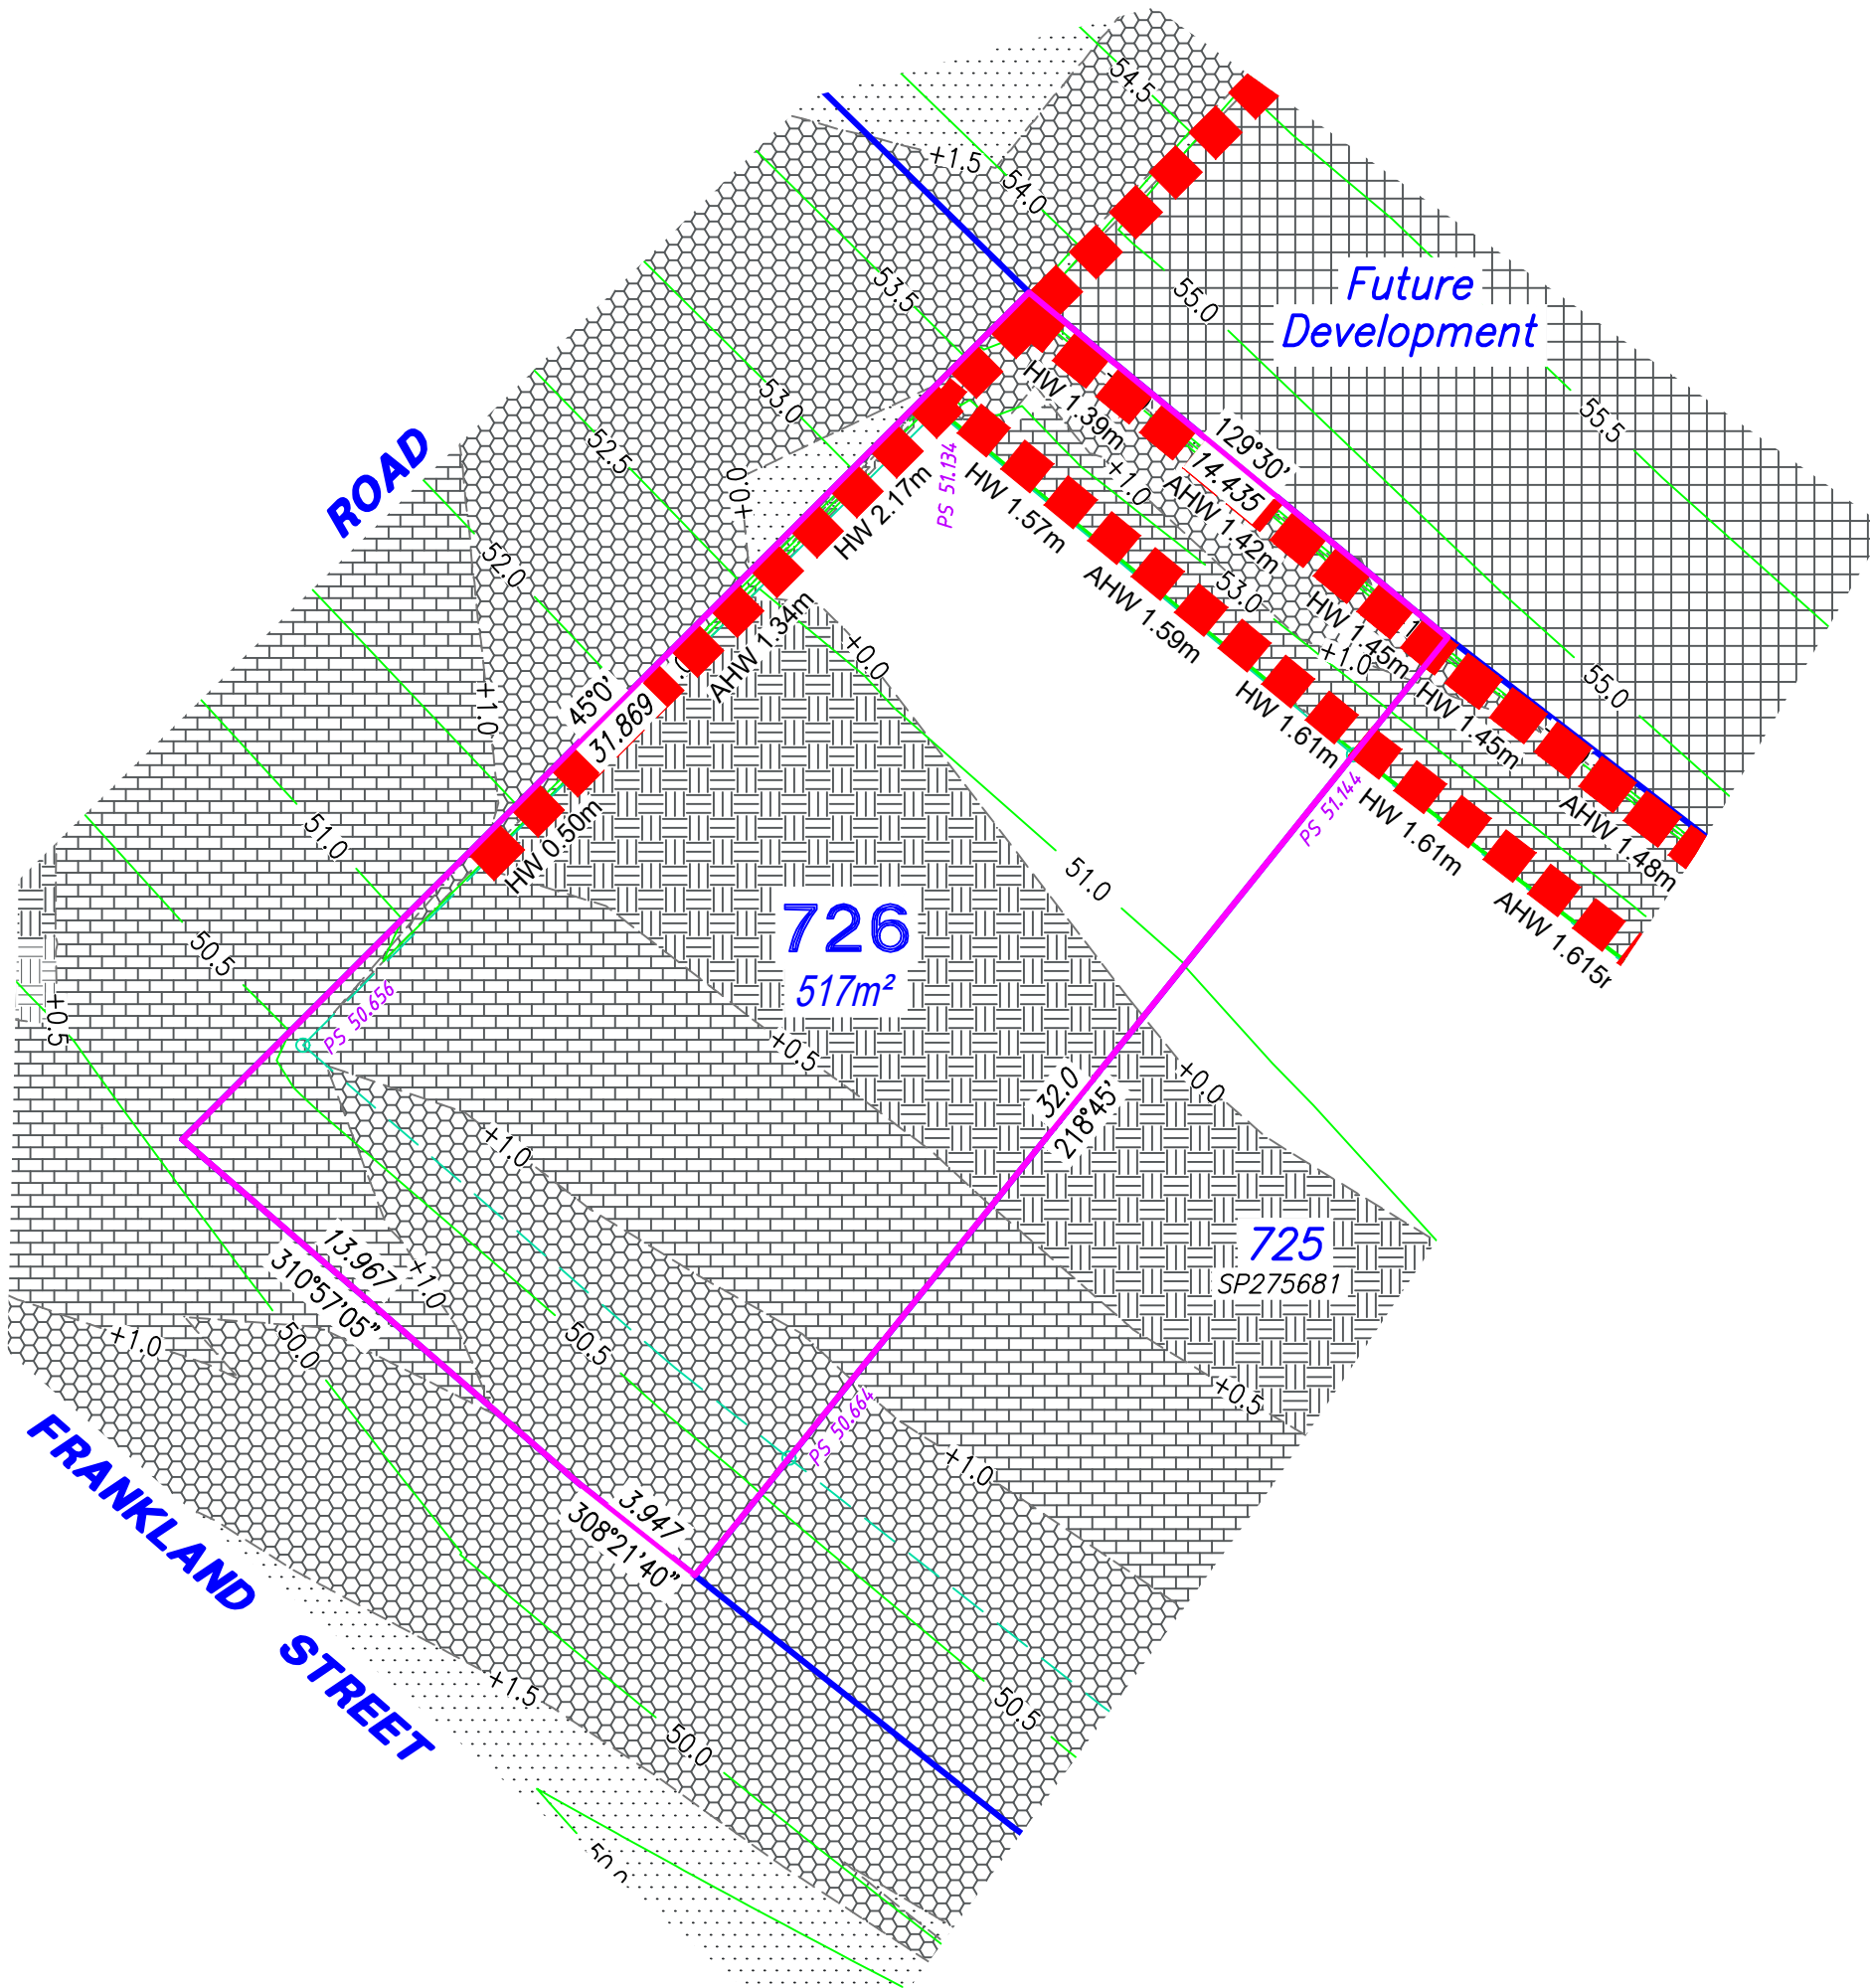 54.5
+1.5
54.0
53.5
55.0
Future
Development
55.5
53.0
HW 1.39m
129°30'
14.435
AHW 1.42m
+1.0
52.5
+0.0
ROAD
HW 2.17m
PS 51.134
HW 1.57m
52.0
53.0
AHW 1.59m
HW 1.45m
+1.0
AHW 1.34m
+0.0
45°0'
31.869
+1.0
HW 1.61m
HW 1.45m
55.0
PS 51.144
HW 1.61m
AHW 1.48m
51.0
HW 0.50m
51.0
AHW 1.615r
726
517m²
50.5
PS 50.656
+0.5
+0.5
32.0
218°45'
+0.0
+1.0
725
SP275681
13.967
310°57'05"
+1.0
+1.0
50.0
50.5
+0.5
PS 50.664
+1.0
3.947
308°21'40"
FRANKLAND STREET
+1.5
50.5
50.0
50.0